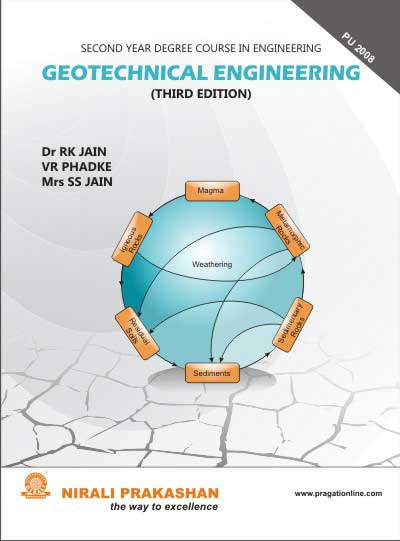 PU 2008
SECOND YEAR DEGREE COURSE IN ENGINEERING
GEOTECHNICAL ENGINEERING
(THIRD EDITION)
Dr RK JAIN
VR PHADKE
Mrs SS JAIN
Magma
Igneous
Rocks
Metamorphic
Rocks
Weathering
Residual
Soils
Sedimentary
Rocks
Sediments
NIRALI PRAKASHAN
the way to excellence
www.pragationline.com